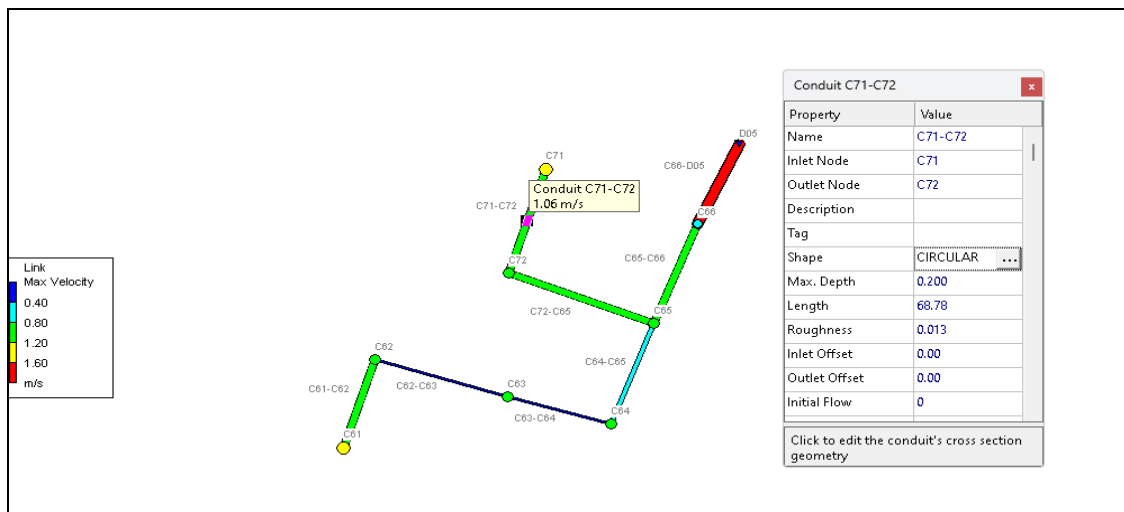 Conduit C71-C72
x
Property Value
Name C71-C72
Inlet Node C71
Outlet Node C72
Description
Tag
Shape CIRCULAR ...
Max. Depth 0.200
Length 68.78
Roughness 0.013
Inlet Offset 0.00
Outlet Offset 0.00
Initial Flow 0
Click to edit the conduit's cross section
geometry
D05
C71
C66-D05
Conduit C71-C72
1.06 m/s
C71-C72
C66
C72
C65-C66
C72-C65
C65
C62
C64-C65
C61-C62
C62-C63
C63
C63-C64
C64
C61
Link
Max Velocity
0.40
0.80
1.20
1.60
m/s